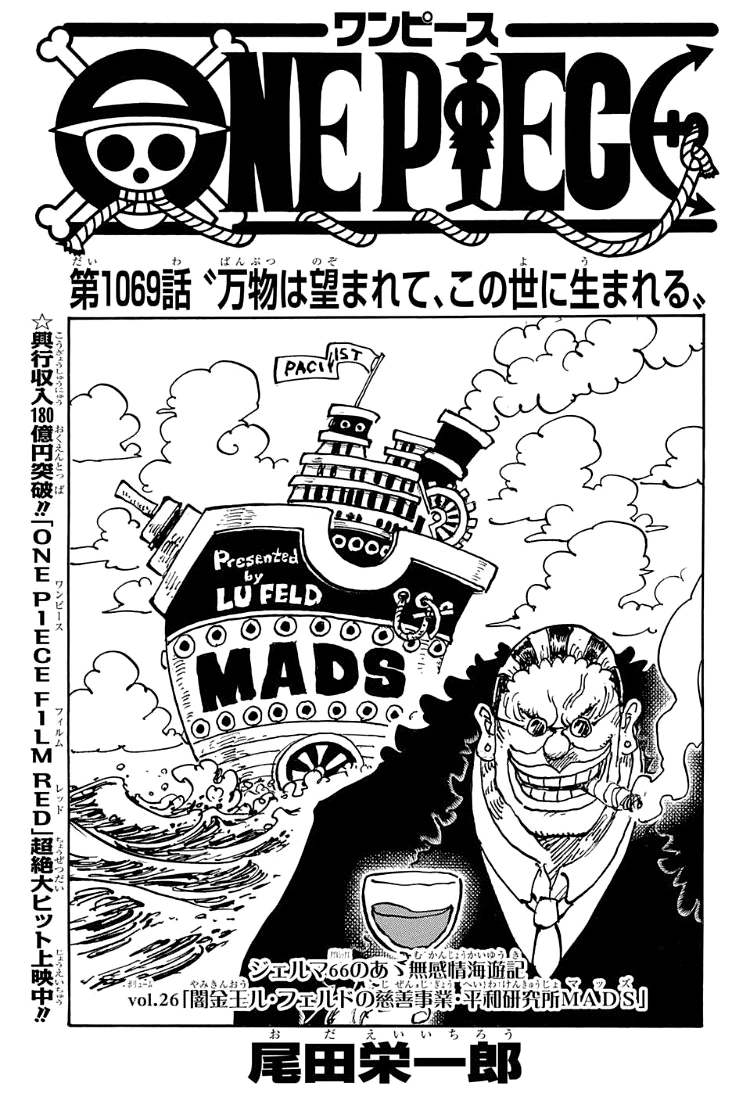 ワンピース
ONE PIECE
第1069話 〝万物は望まれて、この世に生まれる〟
☆興行収入180億円突破!!「ONE PIECE FILM RED」超絶大ヒット上映中!!
PACIFIST
Presented
by
LU FELD
MADS
ジェルマ66のあゝ無感情海遊記
vol.26「闇金王ル・フェルドの慈善事業・平和研究所MADS」
尾田栄一郎